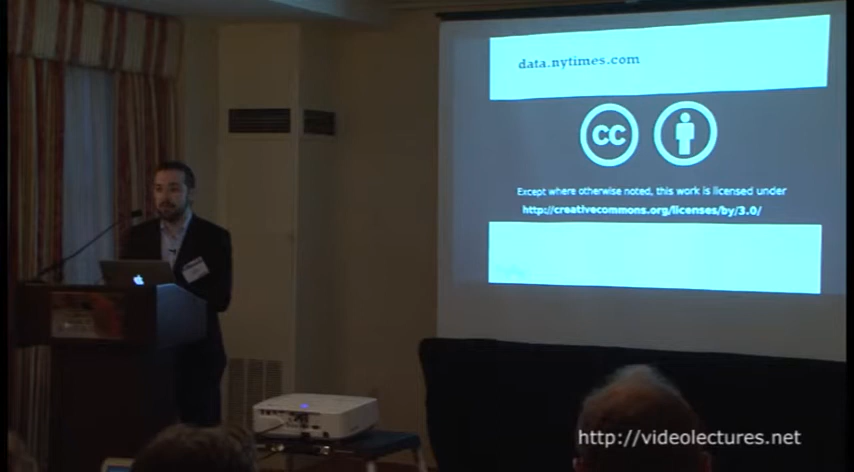 data.nytimes.com
cc
Except where otherwise noted, this work is licensed under
http://creativecommons.org/licenses/by/3.0/
http://videolectures.net